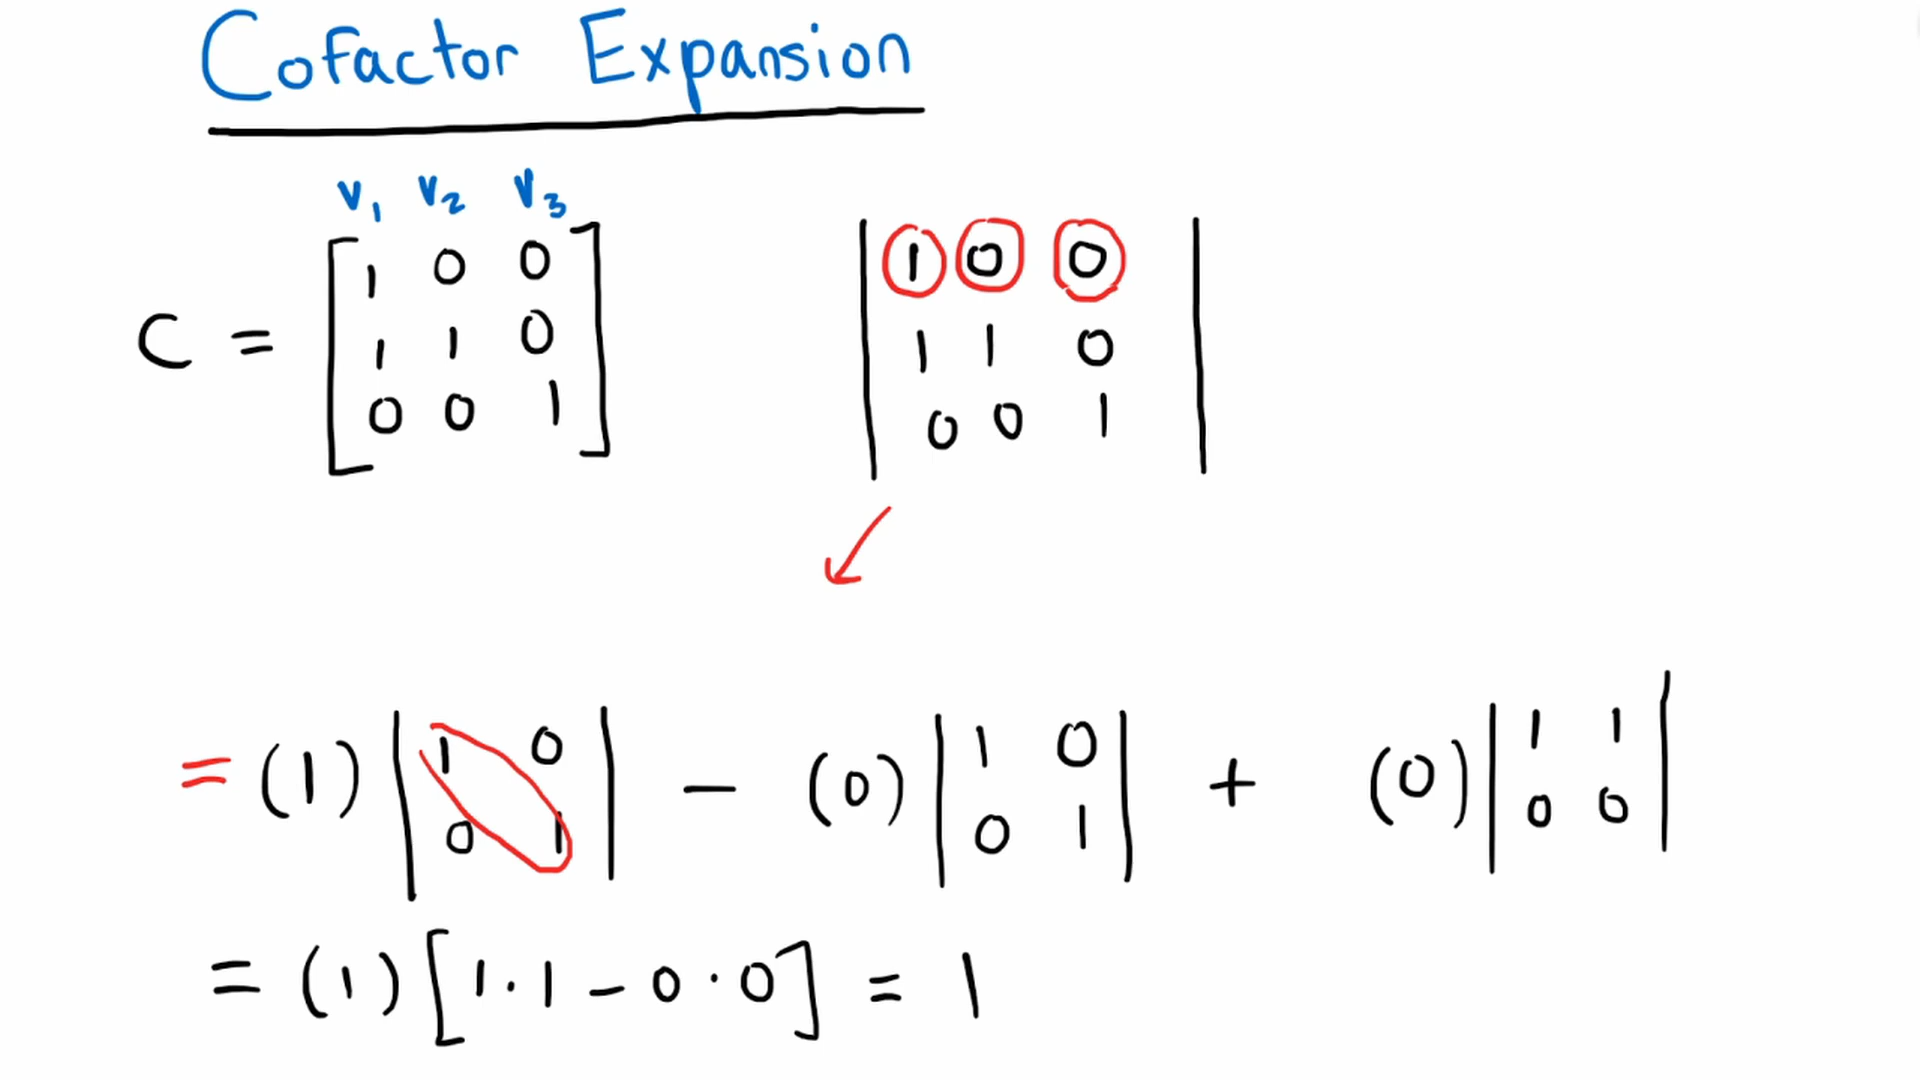 Cofactor Expansion
v₁ v₂ v₃
C = [ 1 0 0
1 1 0
0 0 1 ]
| 1 0 0
1 1 0
0 0 1 |
= (1) | 1 0 | - (0) | 1 0 | + (0) | 1 1 |
0 1 0 1 0 0
= (1) [ 1·1 - 0·0 ] = 1